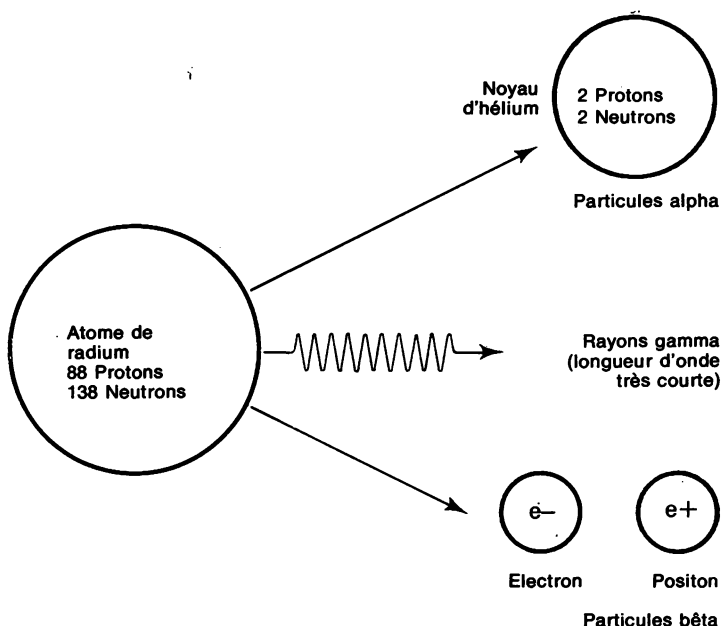 Noyau
d'hélium
2 Protons
2 Neutrons
Particules alpha
Atome de
radium
88 Protons
138 Neutrons
Rayons gamma
(longueur d'onde
très courte)
e−
e+
Electron
Positon
Particules bêta